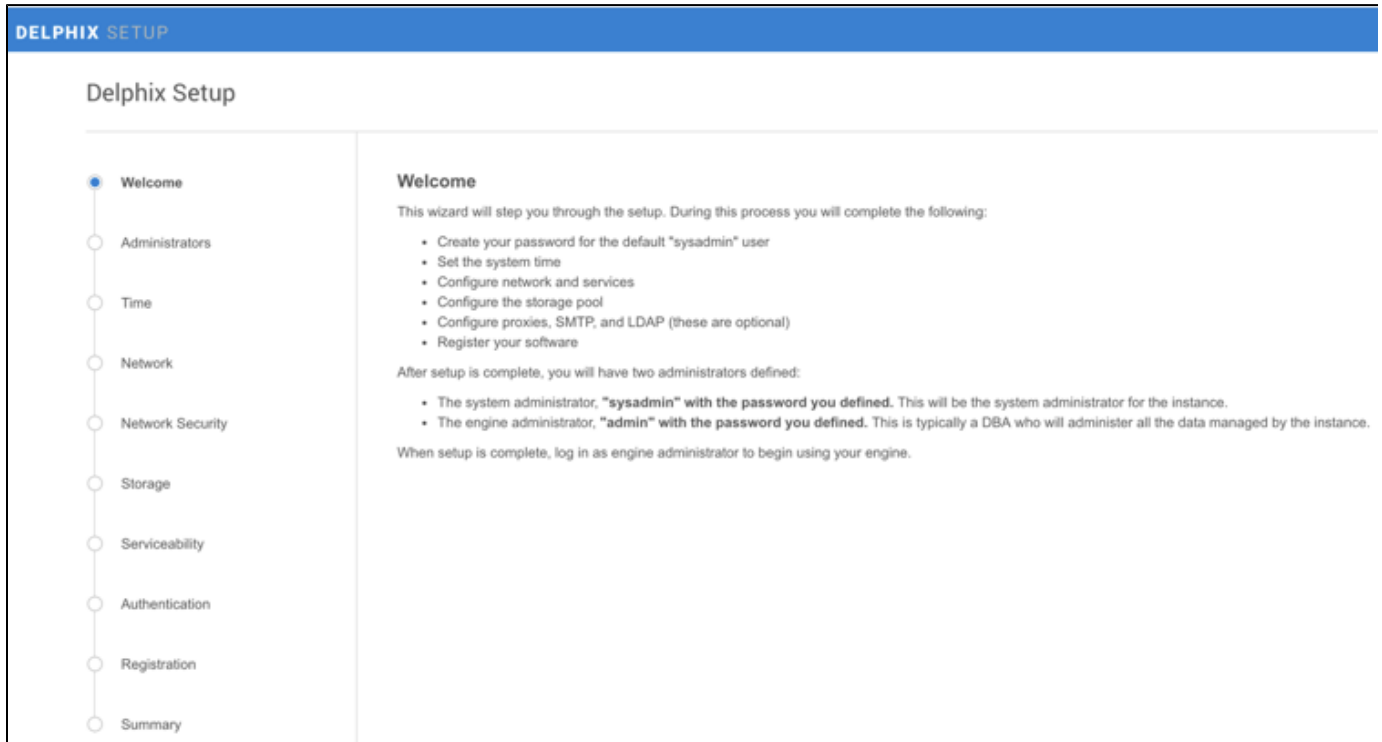 DELPHIX SETUP
Delphix Setup
Welcome
Administrators
Time
Network
Network Security
Storage
Serviceability
Authentication
Registration
Summary
Welcome
This wizard will step you through the setup. During this process you will complete the following:
• Create your password for the default "sysadmin" user
• Set the system time
• Configure network and services
• Configure the storage pool
• Configure proxies, SMTP, and LDAP (these are optional)
• Register your software
After setup is complete, you will have two administrators defined:
• The system administrator, "sysadmin" with the password you defined. This will be the system administrator for the instance.
• The engine administrator, "admin" with the password you defined. This is typically a DBA who will administer all the data managed by the instance.
When setup is complete, log in as engine administrator to begin using your engine.